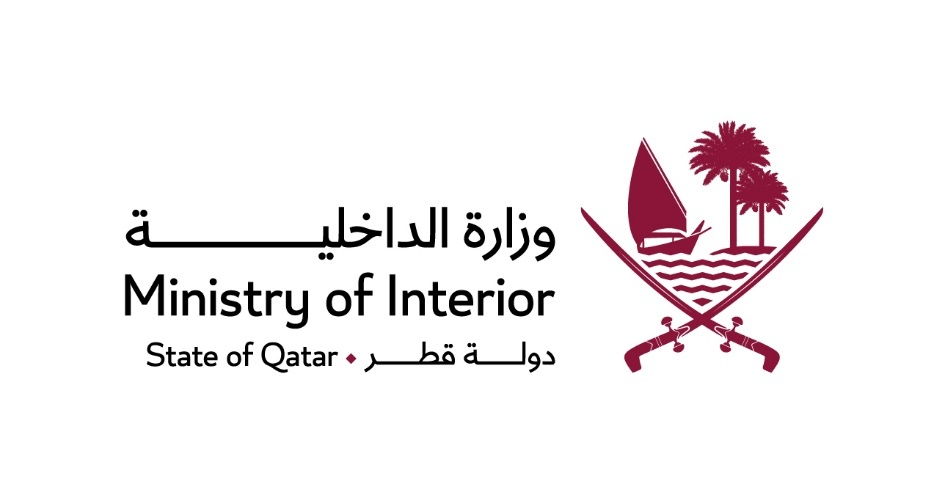 وزارة الداخلية
Ministry of Interior
دولة قطر • State of Qatar